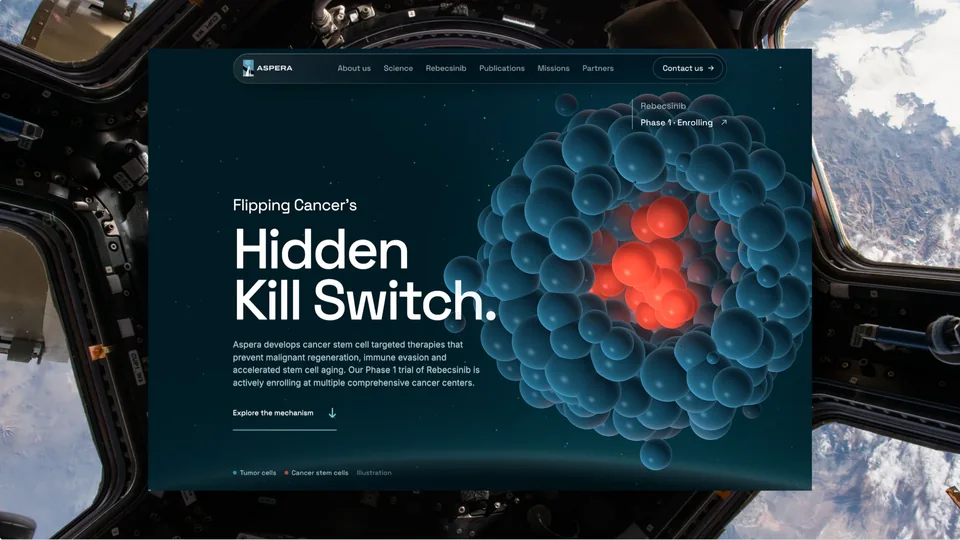 ASPERA
About us Science Rebecsinib Publications Missions Partners
Contact us →
Rebecsinib
Phase 1 · Enrolling ↗
Flipping Cancer’s
Hidden
Kill Switch.
Aspera develops cancer stem cell targeted therapies that
prevent malignant regeneration, immune evasion and
accelerated stem cell aging. Our Phase 1 trial of Rebecsinib is
actively enrolling at multiple comprehensive cancer centers.
Explore the mechanism ↓
Tumor cells Cancer stem cells Illustration